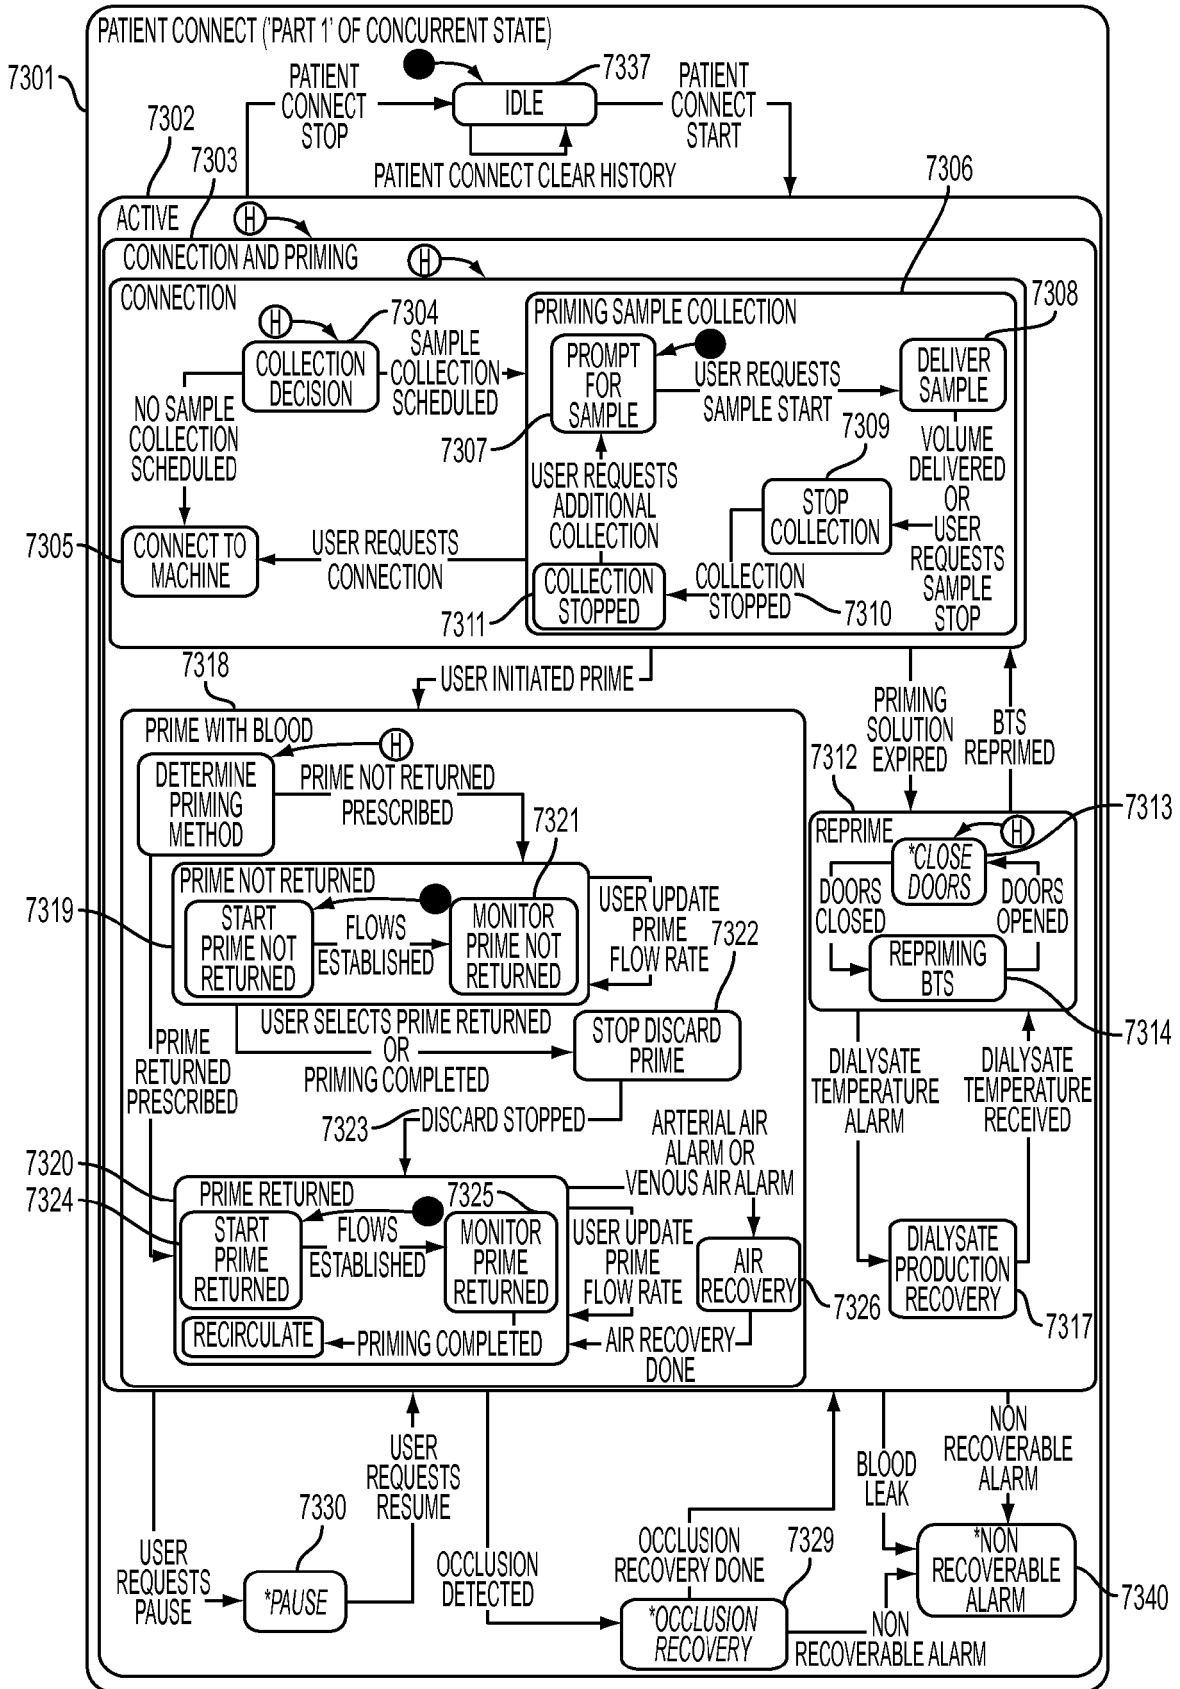 PATIENT CONNECT ('PART 1' OF CONCURRENT STATE)
7301
7337
IDLE
PATIENT
CONNECT
STOP
PATIENT
CONNECT
START
PATIENT CONNECT CLEAR HISTORY
7302
7303
7306
ACTIVE
H
CONNECTION AND PRIMING
H
CONNECTION
H
7304
COLLECTION
DECISION
SAMPLE
COLLECTION
SCHEDULED
NO SAMPLE
COLLECTION
SCHEDULED
7305
CONNECT TO
MACHINE
USER REQUESTS
CONNECTION
PRIMING SAMPLE COLLECTION
7308
PROMPT
FOR
SAMPLE
7307
USER REQUESTS
SAMPLE START
DELIVER
SAMPLE
7309
STOP
COLLECTION
VOLUME
DELIVERED
OR
USER
REQUESTS
SAMPLE
STOP
USER REQUESTS
ADDITIONAL
COLLECTION
COLLECTION
STOPPED
7310
COLLECTION
STOPPED
7311
7318
USER INITIATED PRIME
PRIMING
SOLUTION
EXPIRED
BTS
REPRIMED
PRIME WITH BLOOD
H
DETERMINE
PRIMING
METHOD
PRIME NOT RETURNED
PRESCRIBED
7321
PRIME NOT RETURNED
7319
START
PRIME NOT
RETURNED
FLOWS
ESTABLISHED
MONITOR
PRIME NOT
RETURNED
USER UPDATE
PRIME
FLOW RATE
7322
USER SELECTS PRIME RETURNED
OR
PRIMING COMPLETED
STOP DISCARD
PRIME
PRIME
RETURNED
PRESCRIBED
7323
DISCARD STOPPED
7312
REPRIME
H
7313
*CLOSE
DOORS
DOORS
CLOSED
DOORS
OPENED
REPRIMING
BTS
7314
DIALYSATE
TEMPERATURE
ALARM
DIALYSATE
TEMPERATURE
RECEIVED
ARTERIAL AIR
ALARM OR
VENOUS AIR ALARM
7320
7324
PRIME RETURNED
7325
START
PRIME
RETURNED
FLOWS
ESTABLISHED
MONITOR
PRIME
RETURNED
USER UPDATE
PRIME
FLOW RATE
AIR
RECOVERY
7326
RECIRCULATE
PRIMING COMPLETED
AIR RECOVERY
DONE
DIALYSATE
PRODUCTION
RECOVERY
7317
USER
REQUESTS
PAUSE
7330
*PAUSE
USER
REQUESTS
RESUME
OCCLUSION
DETECTED
OCCLUSION
RECOVERY DONE
7329
*OCCLUSION
RECOVERY
BLOOD
LEAK
NON
RECOVERABLE
ALARM
*NON
RECOVERABLE
ALARM
7340
NON
RECOVERABLE ALARM